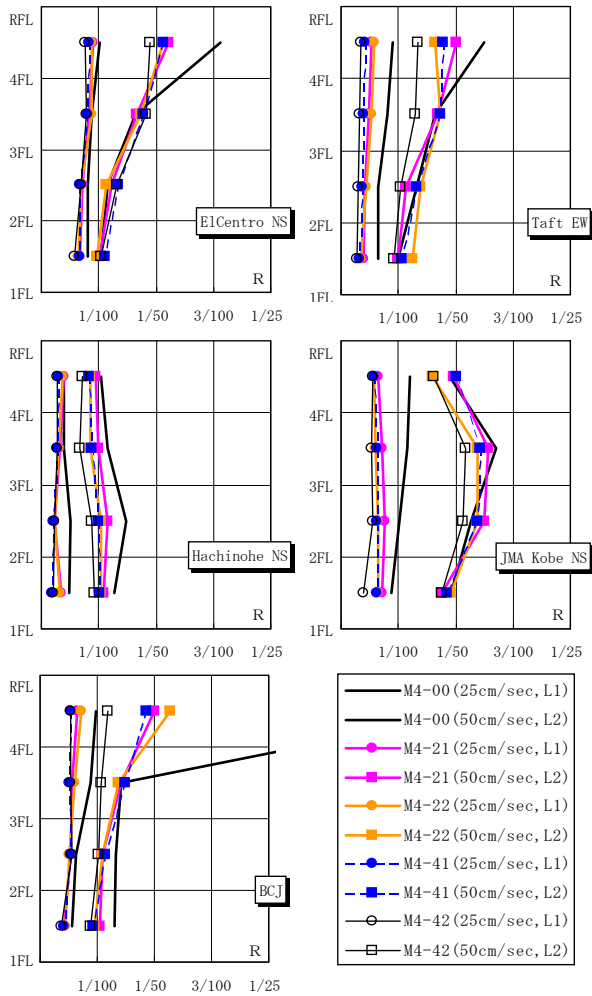 RFL
4FL
3FL
2FL
1FL
ElCentro NS
R
1/100 1/50 3/100 1/25
RFL
4FL
3FL
2FL
1FL
Taft EW
R
1/100 1/50 3/100 1/25
RFL
4FL
3FL
2FL
1FL
Hachinohe NS
R
1/100 1/50 3/100 1/25
RFL
4FL
3FL
2FL
1FL
JMA Kobe NS
R
1/100 1/50 3/100 1/25
RFL
4FL
3FL
2FL
1FL
BCJ
R
1/100 1/50 3/100 1/25
M4-00(25cm/sec,L1)
M4-00(50cm/sec,L2)
M4-21(25cm/sec,L1)
M4-21(50cm/sec,L2)
M4-22(25cm/sec,L1)
M4-22(50cm/sec,L2)
M4-41(25cm/sec,L1)
M4-41(50cm/sec,L2)
M4-42(25cm/sec,L1)
M4-42(50cm/sec,L2)